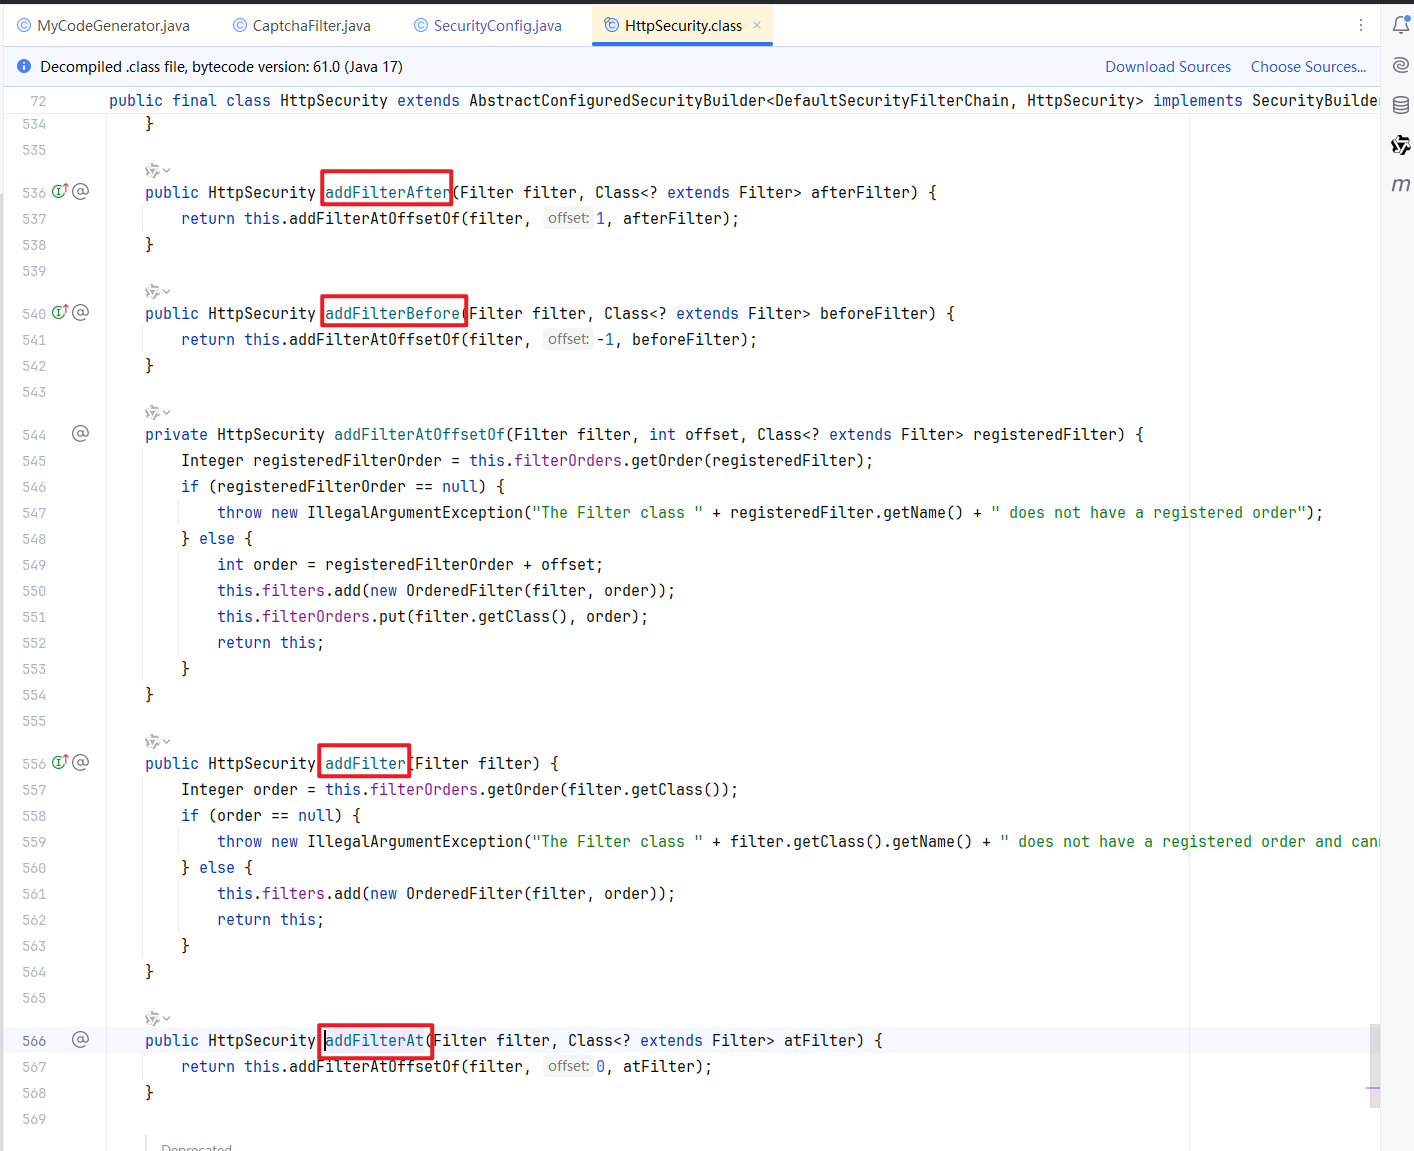 MyCodeGenerator.java CaptchaFilter.java SecurityConfig.java HttpSecurity.class
Decompiled .class file, bytecode version: 61.0 (Java 17) Download Sources Choose Sources...
72 public final class HttpSecurity extends AbstractConfiguredSecurityBuilder<DefaultSecurityFilterChain, HttpSecurity> implements SecurityBuilder
534 }
535
536 public HttpSecurity addFilterAfter(Filter filter, Class<? extends Filter> afterFilter) {
537 return this.addFilterAtOffsetOf(filter, offset: 1, afterFilter);
538 }
539
540 public HttpSecurity addFilterBefore(Filter filter, Class<? extends Filter> beforeFilter) {
541 return this.addFilterAtOffsetOf(filter, offset: -1, beforeFilter);
542 }
543
544 private HttpSecurity addFilterAtOffsetOf(Filter filter, int offset, Class<? extends Filter> registeredFilter) {
545 Integer registeredFilterOrder = this.filterOrders.getOrder(registeredFilter);
546 if (registeredFilterOrder == null) {
547 throw new IllegalArgumentException("The Filter class " + registeredFilter.getName() + " does not have a registered order");
548 } else {
549 int order = registeredFilterOrder + offset;
550 this.filters.add(new OrderedFilter(filter, order));
551 this.filterOrders.put(filter.getClass(), order);
552 return this;
553 }
554 }
555
556 public HttpSecurity addFilter(Filter filter) {
557 Integer order = this.filterOrders.getOrder(filter.getClass());
558 if (order == null) {
559 throw new IllegalArgumentException("The Filter class " + filter.getClass().getName() + " does not have a registered order and can
560 } else {
561 this.filters.add(new OrderedFilter(filter, order));
562 return this;
563 }
564 }
565
566 public HttpSecurity addFilterAt(Filter filter, Class<? extends Filter> atFilter) {
567 return this.addFilterAtOffsetOf(filter, offset: 0, atFilter);
568 }
569
Deprecated